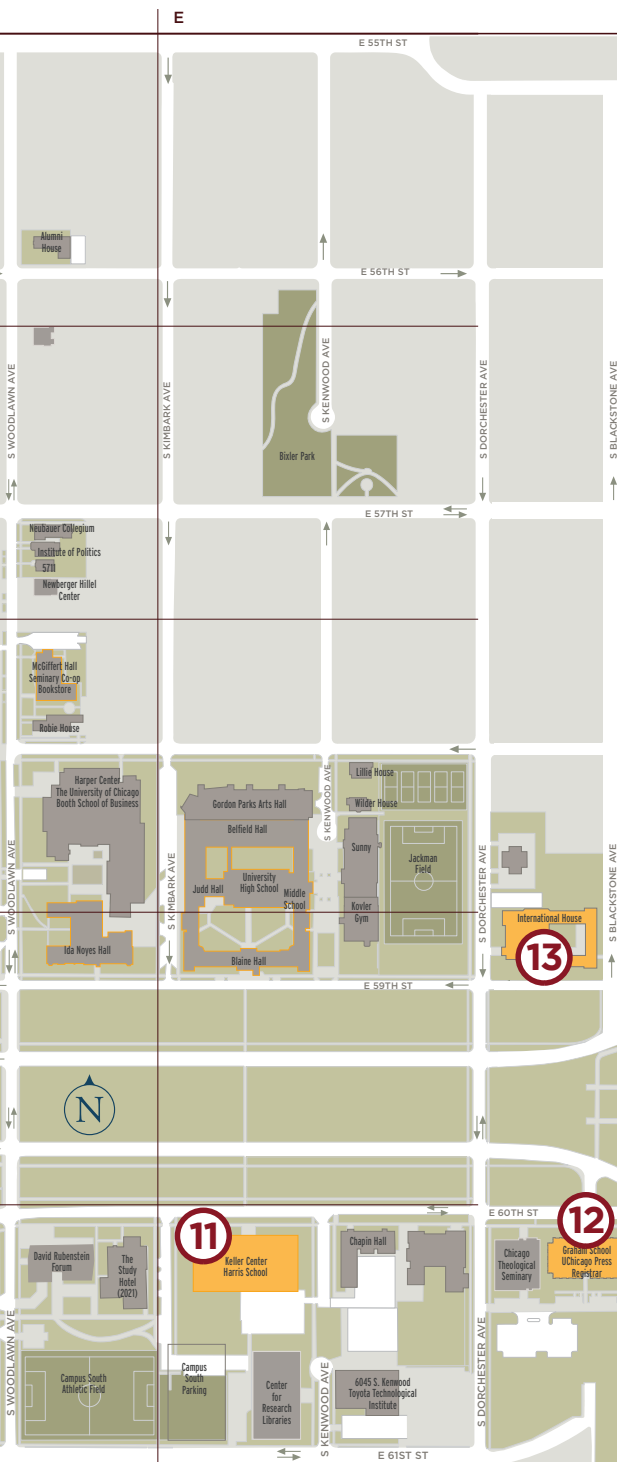 E
E 55TH ST
Alumni
House
E 56TH ST
S WOODLAWN AVE
S KIMBARK AVE
S KENWOOD AVE
S DORCHESTER AVE
S BLACKSTONE AVE
Bixler Park
E 57TH ST
Neubauer Collegium
Institute of Politics
5711
Newberger Hillel
Center
McGiffert Hall
Seminary Co-op
Bookstore
Robie House
Harper Center
The University of Chicago
Booth School of Business
Gordon Parks Arts Hall
Belfield Hall
Judd Hall
University
High School
Middle
School
Blaine Hall
S KENWOOD AVE
Lillie House
Wilder House
Sunny
Kovler
Gym
Jackman
Field
S WOODLAWN AVE
S KIMBARK AVE
S DORCHESTER AVE
S BLACKSTONE AVE
International House
13
Ida Noyes Hall
E 59TH ST
N
E 60TH ST
11
12
Keller Center
Harris School
Chapin Hall
Chicago
Theological
Seminary
Graham School
UChicago Press
Registrar
David Rubenstein
Forum
The
Study
Hotel
(2021)
S WOODLAWN AVE
Campus South
Athletic Field
Campus
South
Parking
Center
for
Research
Libraries
S KENWOOD AVE
6045 S. Kenwood
Toyota Technological
Institute
S DORCHESTER AVE
E 61ST ST